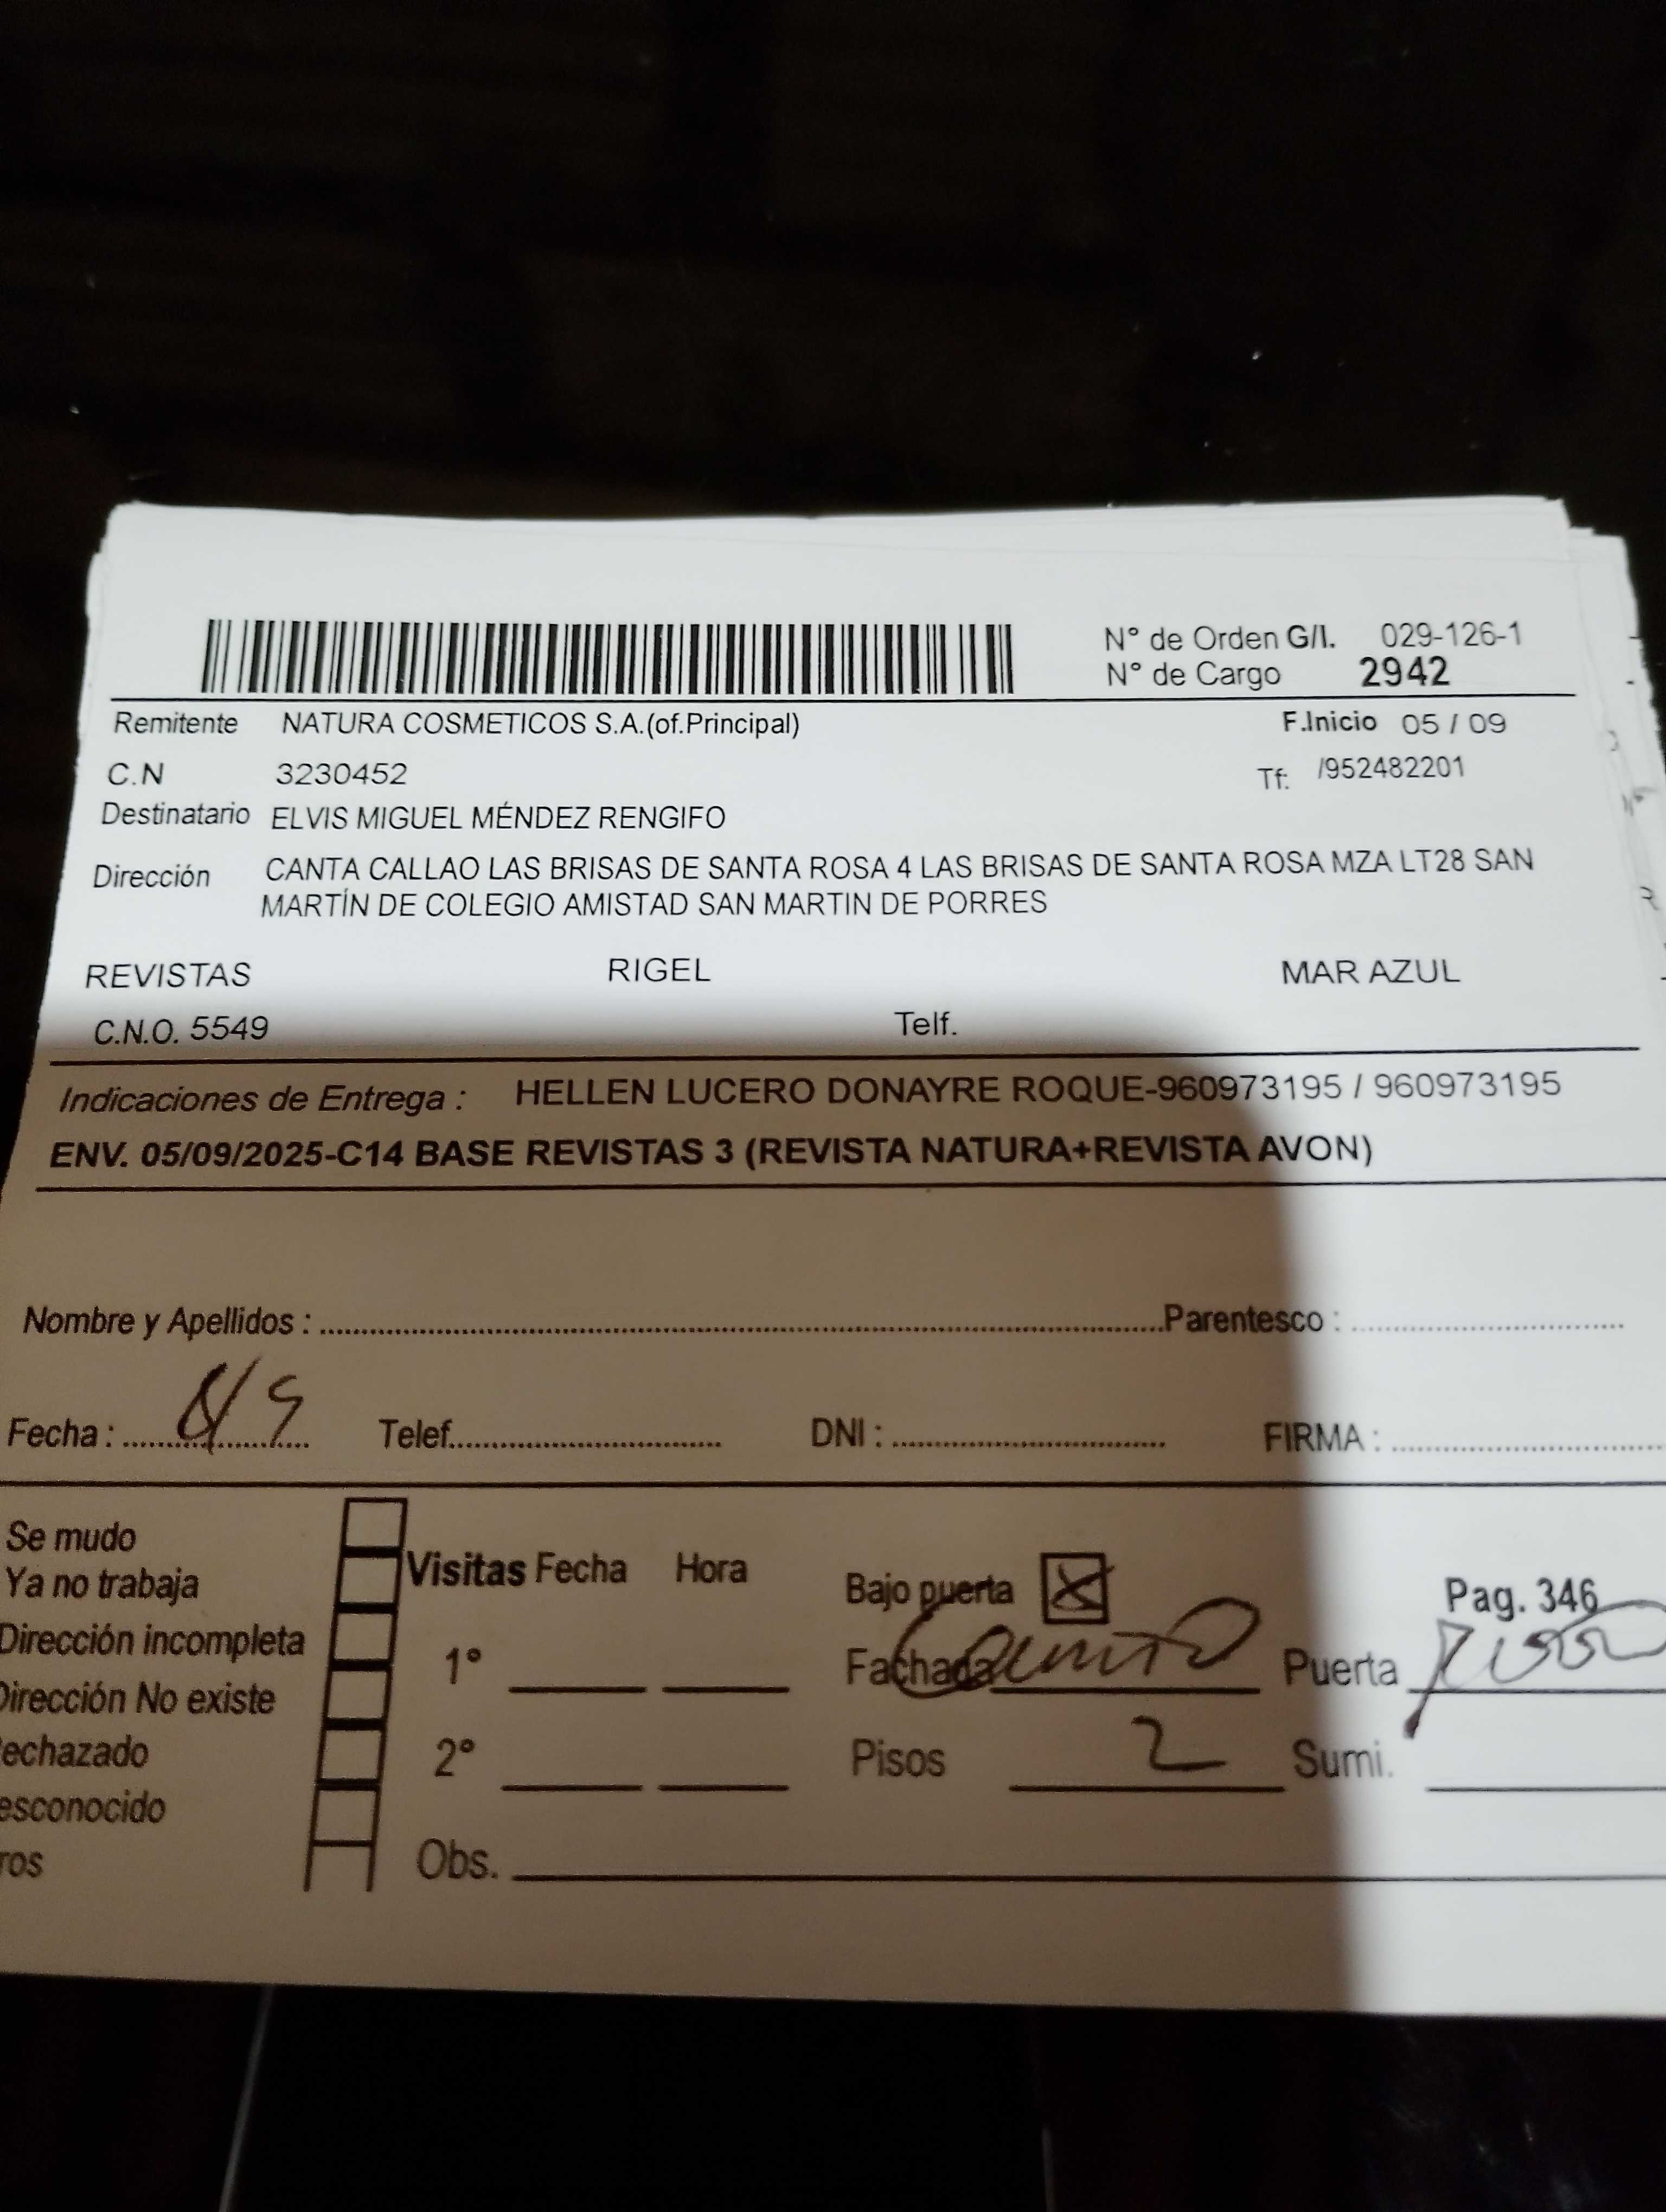 N° de Orden G/I. 029-126-1
N° de Cargo 2942
Remitente NATURA COSMETICOS S.A.(of.Principal) F.Inicio 05 / 09
C.N 3230452 Tf: /952482201
Destinatario ELVIS MIGUEL MÉNDEZ RENGIFO
Dirección CANTA CALLAO LAS BRISAS DE SANTA ROSA 4 LAS BRISAS DE SANTA ROSA MZA LT28 SAN
MARTÍN DE COLEGIO AMISTAD SAN MARTIN DE PORRES
REVISTAS RIGEL MAR AZUL
C.N.O. 5549 Telf.
Indicaciones de Entrega : HELLEN LUCERO DONAYRE ROQUE-960973195 / 960973195
ENV. 05/09/2025-C14 BASE REVISTAS 3 (REVISTA NATURA+REVISTA AVON)
Nombre y Apellidos : Parentesco :
Fecha : Telef. DNI : FIRMA :
Se mudo
Ya no trabaja
Dirección incompleta
Dirección No existe
echazado
esconocido
ros
Visitas Fecha Hora
1°
2°
Obs.
Bajo puerta X
Pag. 346
Fachada Puerta
Pisos 2 Sumi.